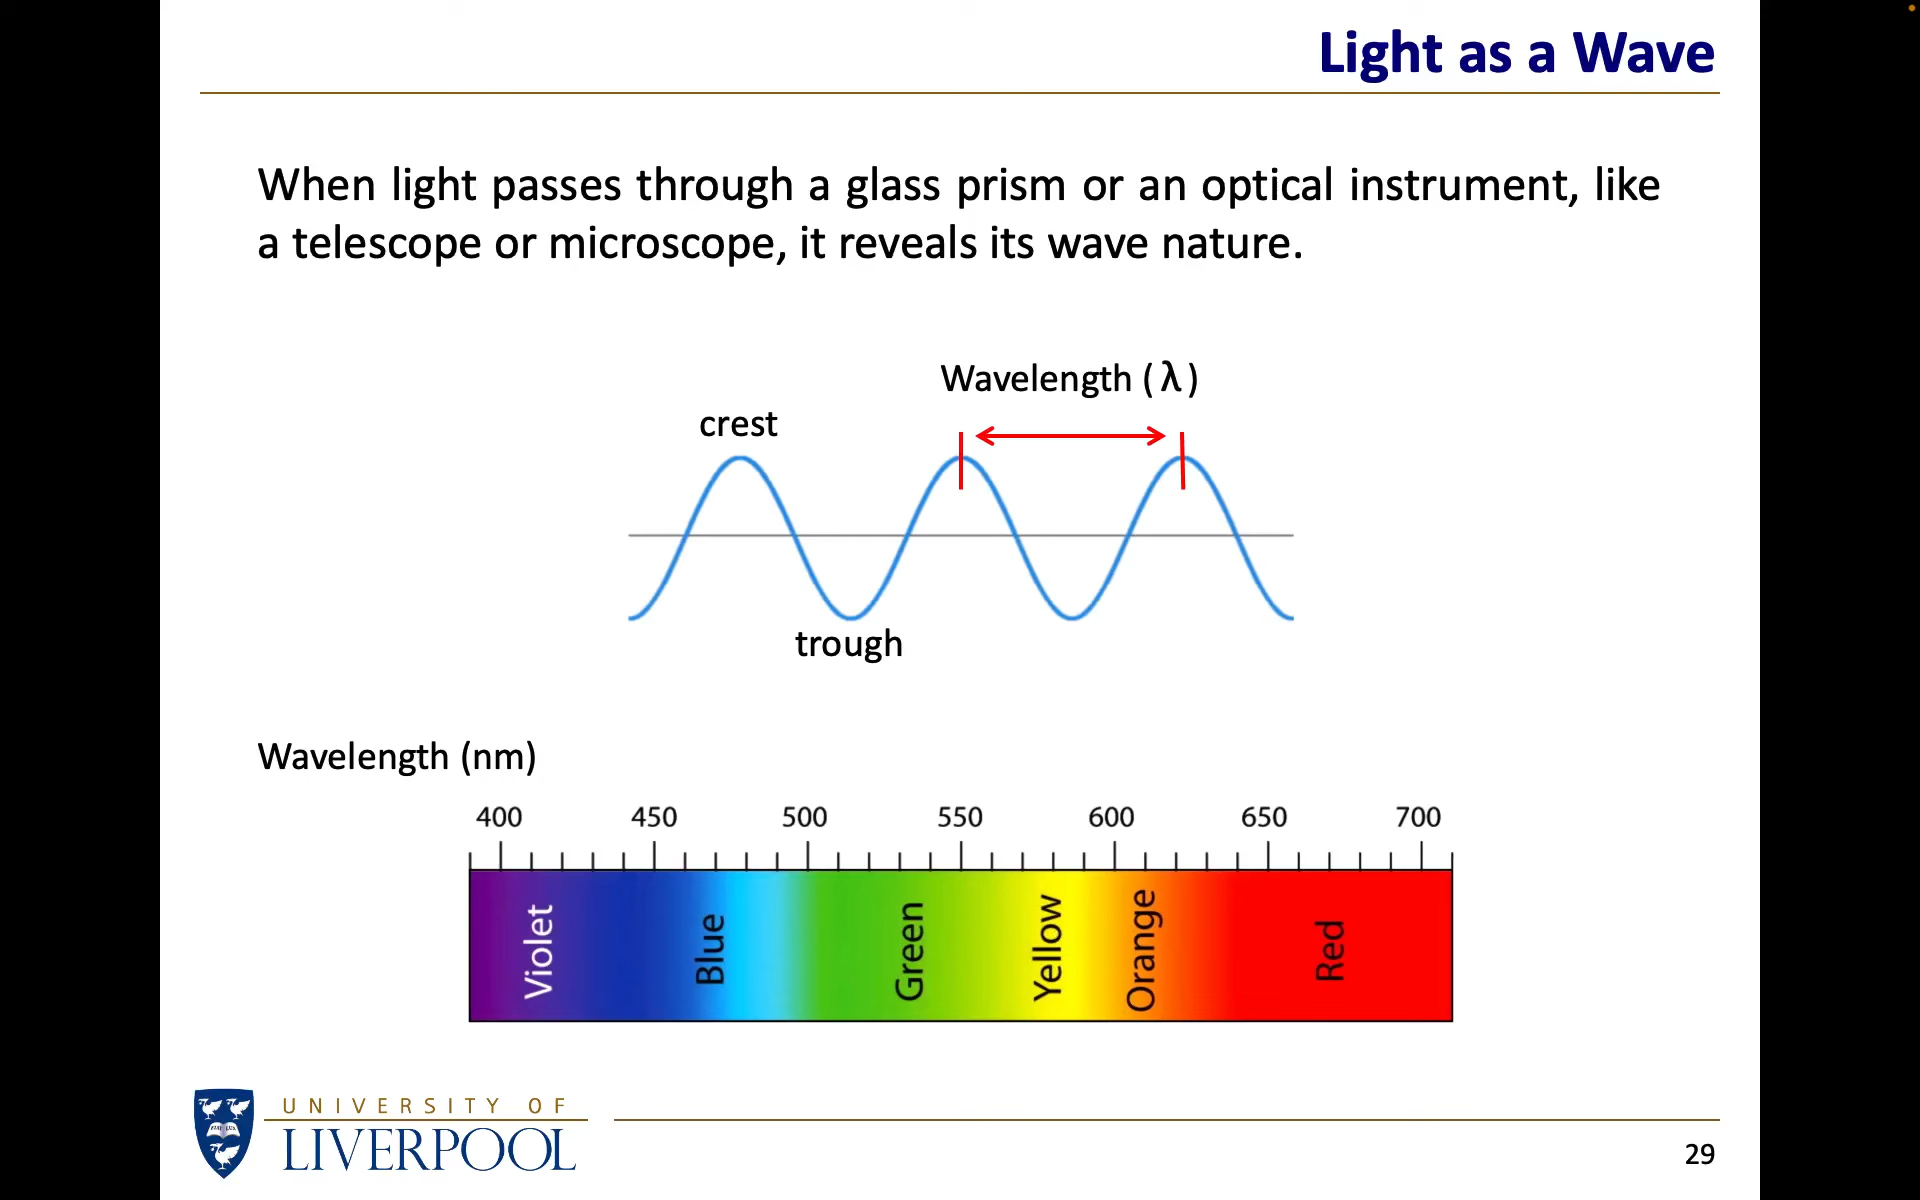 Light as a Wave
When light passes through a glass prism or an optical instrument, like
a telescope or microscope, it reveals its wave nature.
Wavelength ( λ )
crest
trough
Wavelength (nm)
400 450 500 550 600 650 700
Violet Blue Green Yellow Orange Red
UNIVERSITY OF
LIVERPOOL
29